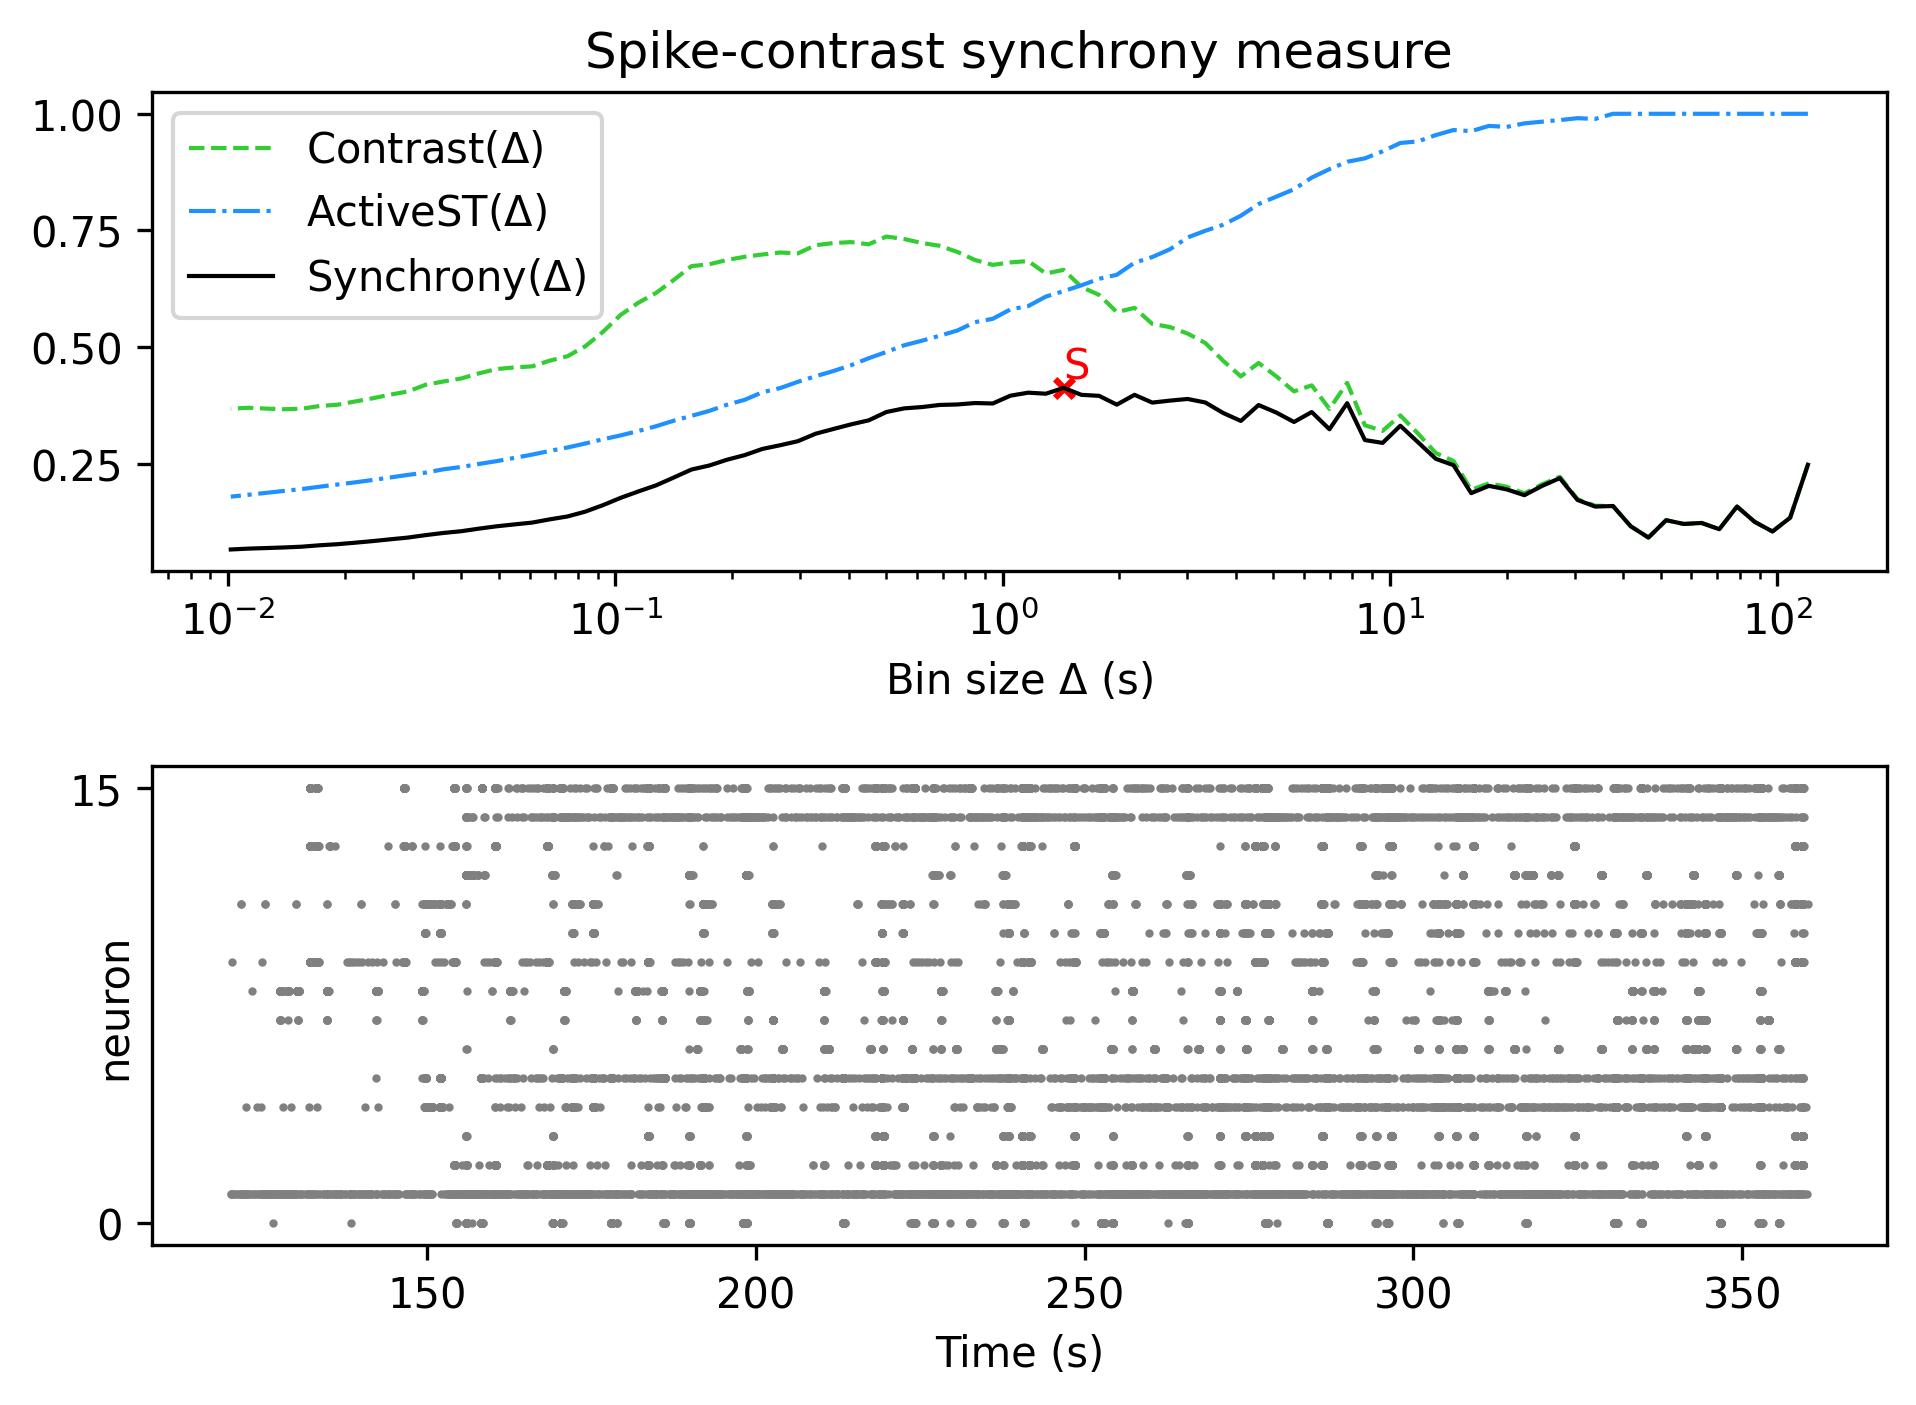 Spike-contrast synchrony measure
1.00
0.75
0.50
0.25
Contrast(Δ)
ActiveST(Δ)
Synchrony(Δ)
S
10⁻² 10⁻¹ 10⁰ 10¹ 10²
Bin size Δ (s)
15
0
neuron
150 200 250 300 350
Time (s)